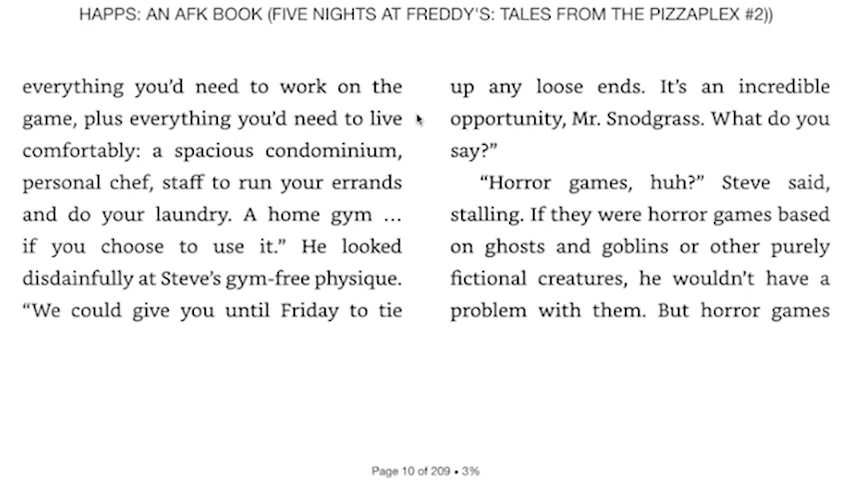 HAPPS: AN AFK BOOK (FIVE NIGHTS AT FREDDY'S: TALES FROM THE PIZZAPLEX #2))
everything you’d need to work on the
game, plus everything you’d need to live
comfortably: a spacious condominium,
personal chef, staff to run your errands
and do your laundry. A home gym ...
if you choose to use it.” He looked
disdainfully at Steve’s gym-free physique.
“We could give you until Friday to tie
up any loose ends. It’s an incredible
opportunity, Mr. Snodgrass. What do you
say?”
“Horror games, huh?” Steve said,
stalling. If they were horror games based
on ghosts and goblins or other purely
fictional creatures, he wouldn’t have a
problem with them. But horror games
Page 10 of 209 • 3%